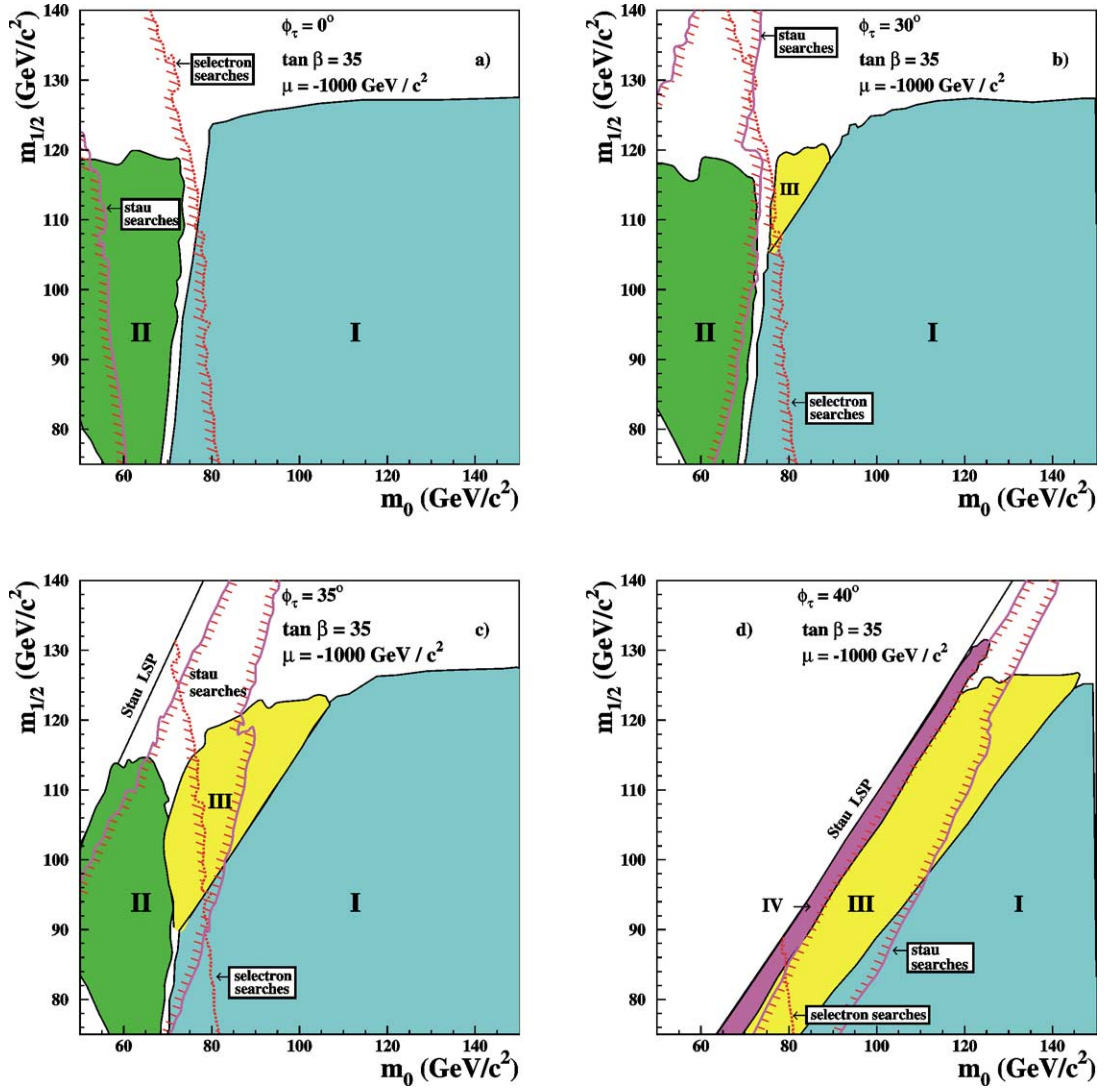 m₁/₂ (GeV/c²)
140
130
120
110
100
90
80
ϕτ = 0°
tan β = 35
μ = -1000 GeV / c²
a)
selectron
searches
stau
searches
II
I
60
80
100
120
140
m₀ (GeV/c²)
m₁/₂ (GeV/c²)
140
130
120
110
100
90
80
ϕτ = 30°
tan β = 35
μ = -1000 GeV / c²
b)
stau
searches
III
II
I
selectron
searches
60
80
100
120
140
m₀ (GeV/c²)
m₁/₂ (GeV/c²)
140
130
120
110
100
90
80
ϕτ = 35°
tan β = 35
μ = -1000 GeV / c²
c)
Stau LSP
stau
searches
III
II
I
selectron
searches
60
80
100
120
140
m₀ (GeV/c²)
m₁/₂ (GeV/c²)
140
130
120
110
100
90
80
ϕτ = 40°
tan β = 35
μ = -1000 GeV / c²
d)
Stau LSP
IV
III
I
stau
searches
selectron searches
60
80
100
120
140
m₀ (GeV/c²)